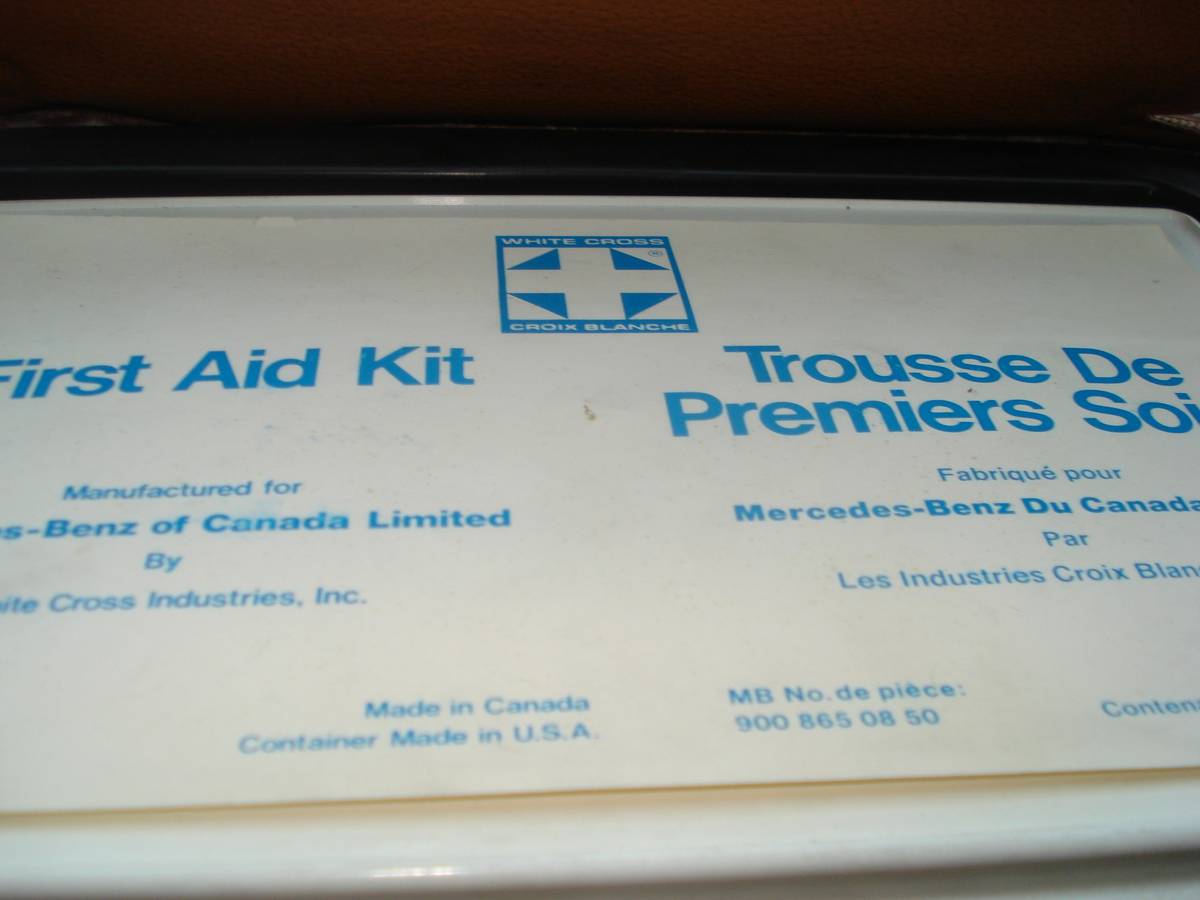 WHITE CROSS
®
CROIX BLANCHE
First Aid Kit
Manufactured for
s-Benz of Canada Limited
By
ite Cross Industries, Inc.
Made in Canada
Container Made in U.S.A.
Trousse De
Premiers Soi
Fabriqué pour
Mercedes-Benz Du Canada
Par
Les Industries Croix Blan
MB No. de pièce:
900 865 08 50
Conten